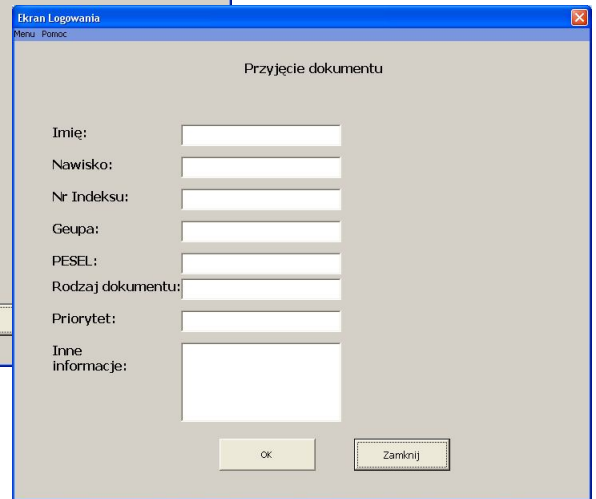 Ekran Logowania
Menu Pomoc
Przyjęcie dokumentu
Imię:
Nawisko:
Nr Indeksu:
Geupa:
PESEL:
Rodzaj dokumentu:
Priorytet:
Inne
informacje:
OK Zamknij